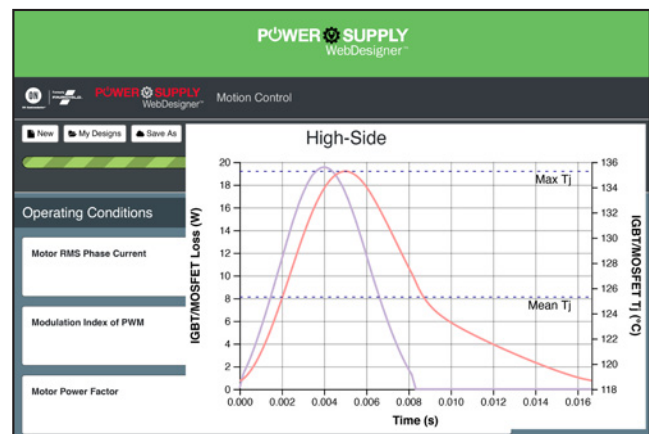 POWER SUPPLY
WebDesigner™
ON
POWER SUPPLY
WebDesigner™
Motion Control
New
My Designs
Save As
High-Side
Operating Conditions
Motor RMS Phase Current
Modulation Index of PWM
Motor Power Factor
IGBT/MOSFET Loss (W)
20
18
16
14
12
10
8
6
4
2
0
Max Tj
Mean Tj
136
134
132
130
128
126
124
122
120
118
IGBT/MOSFET Tj (°C)
0.000 0.002 0.004 0.006 0.008 0.010 0.012 0.014 0.016
Time (s)